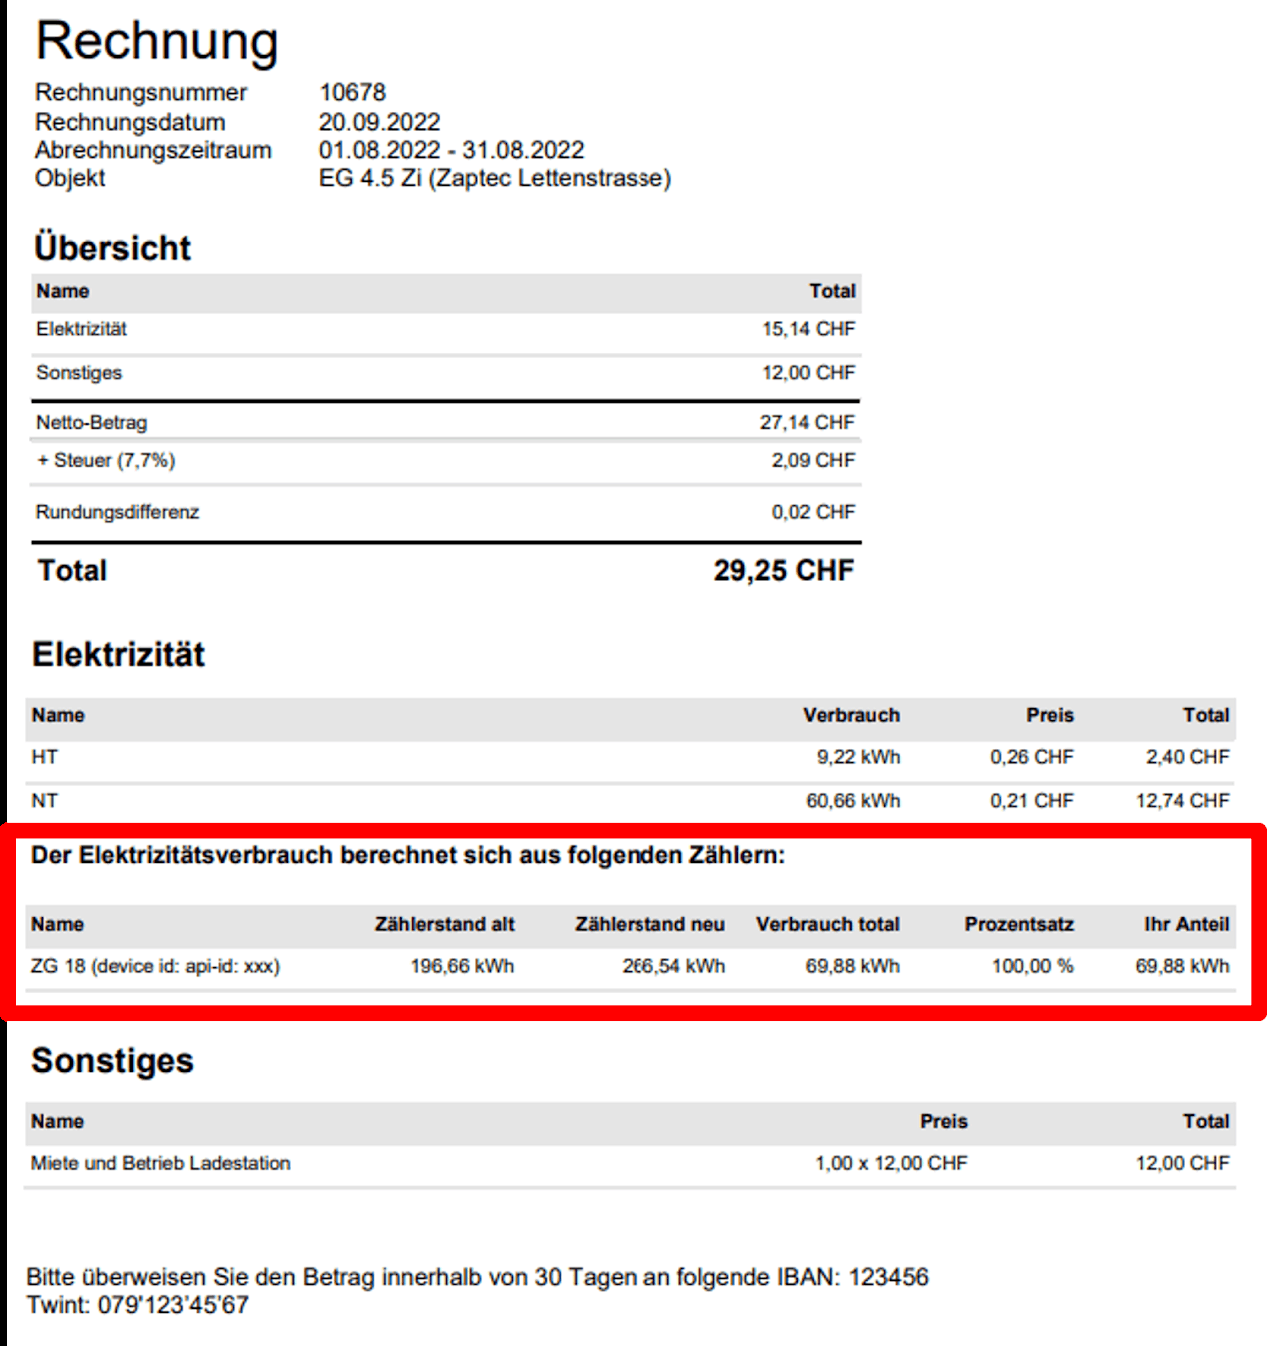 Rechnung
Rechnungsnummer 10678
Rechnungsdatum 20.09.2022
Abrechnungszeitraum 01.08.2022 - 31.08.2022
Objekt EG 4.5 Zi (Zaptec Lettenstrasse)
Übersicht
Name Total
Elektrizität 15,14 CHF
Sonstiges 12,00 CHF
Netto-Betrag 27,14 CHF
+ Steuer (7,7%) 2,09 CHF
Rundungsdifferenz 0,02 CHF
Total 29,25 CHF
Elektrizität
Name Verbrauch Preis Total
HT 9,22 kWh 0,26 CHF 2,40 CHF
NT 60,66 kWh 0,21 CHF 12,74 CHF
Der Elektrizitätsverbrauch berechnet sich aus folgenden Zählern:
Name Zählerstand alt Zählerstand neu Verbrauch total Prozentsatz Ihr Anteil
ZG 18 (device id: api-id: xxx) 196,66 kWh 266,54 kWh 69,88 kWh 100,00 % 69,88 kWh
Sonstiges
Name Preis Total
Miete und Betrieb Ladestation 1,00 x 12,00 CHF 12,00 CHF
Bitte überweisen Sie den Betrag innerhalb von 30 Tagen an folgende IBAN: 123456
Twint: 079'123'45'67